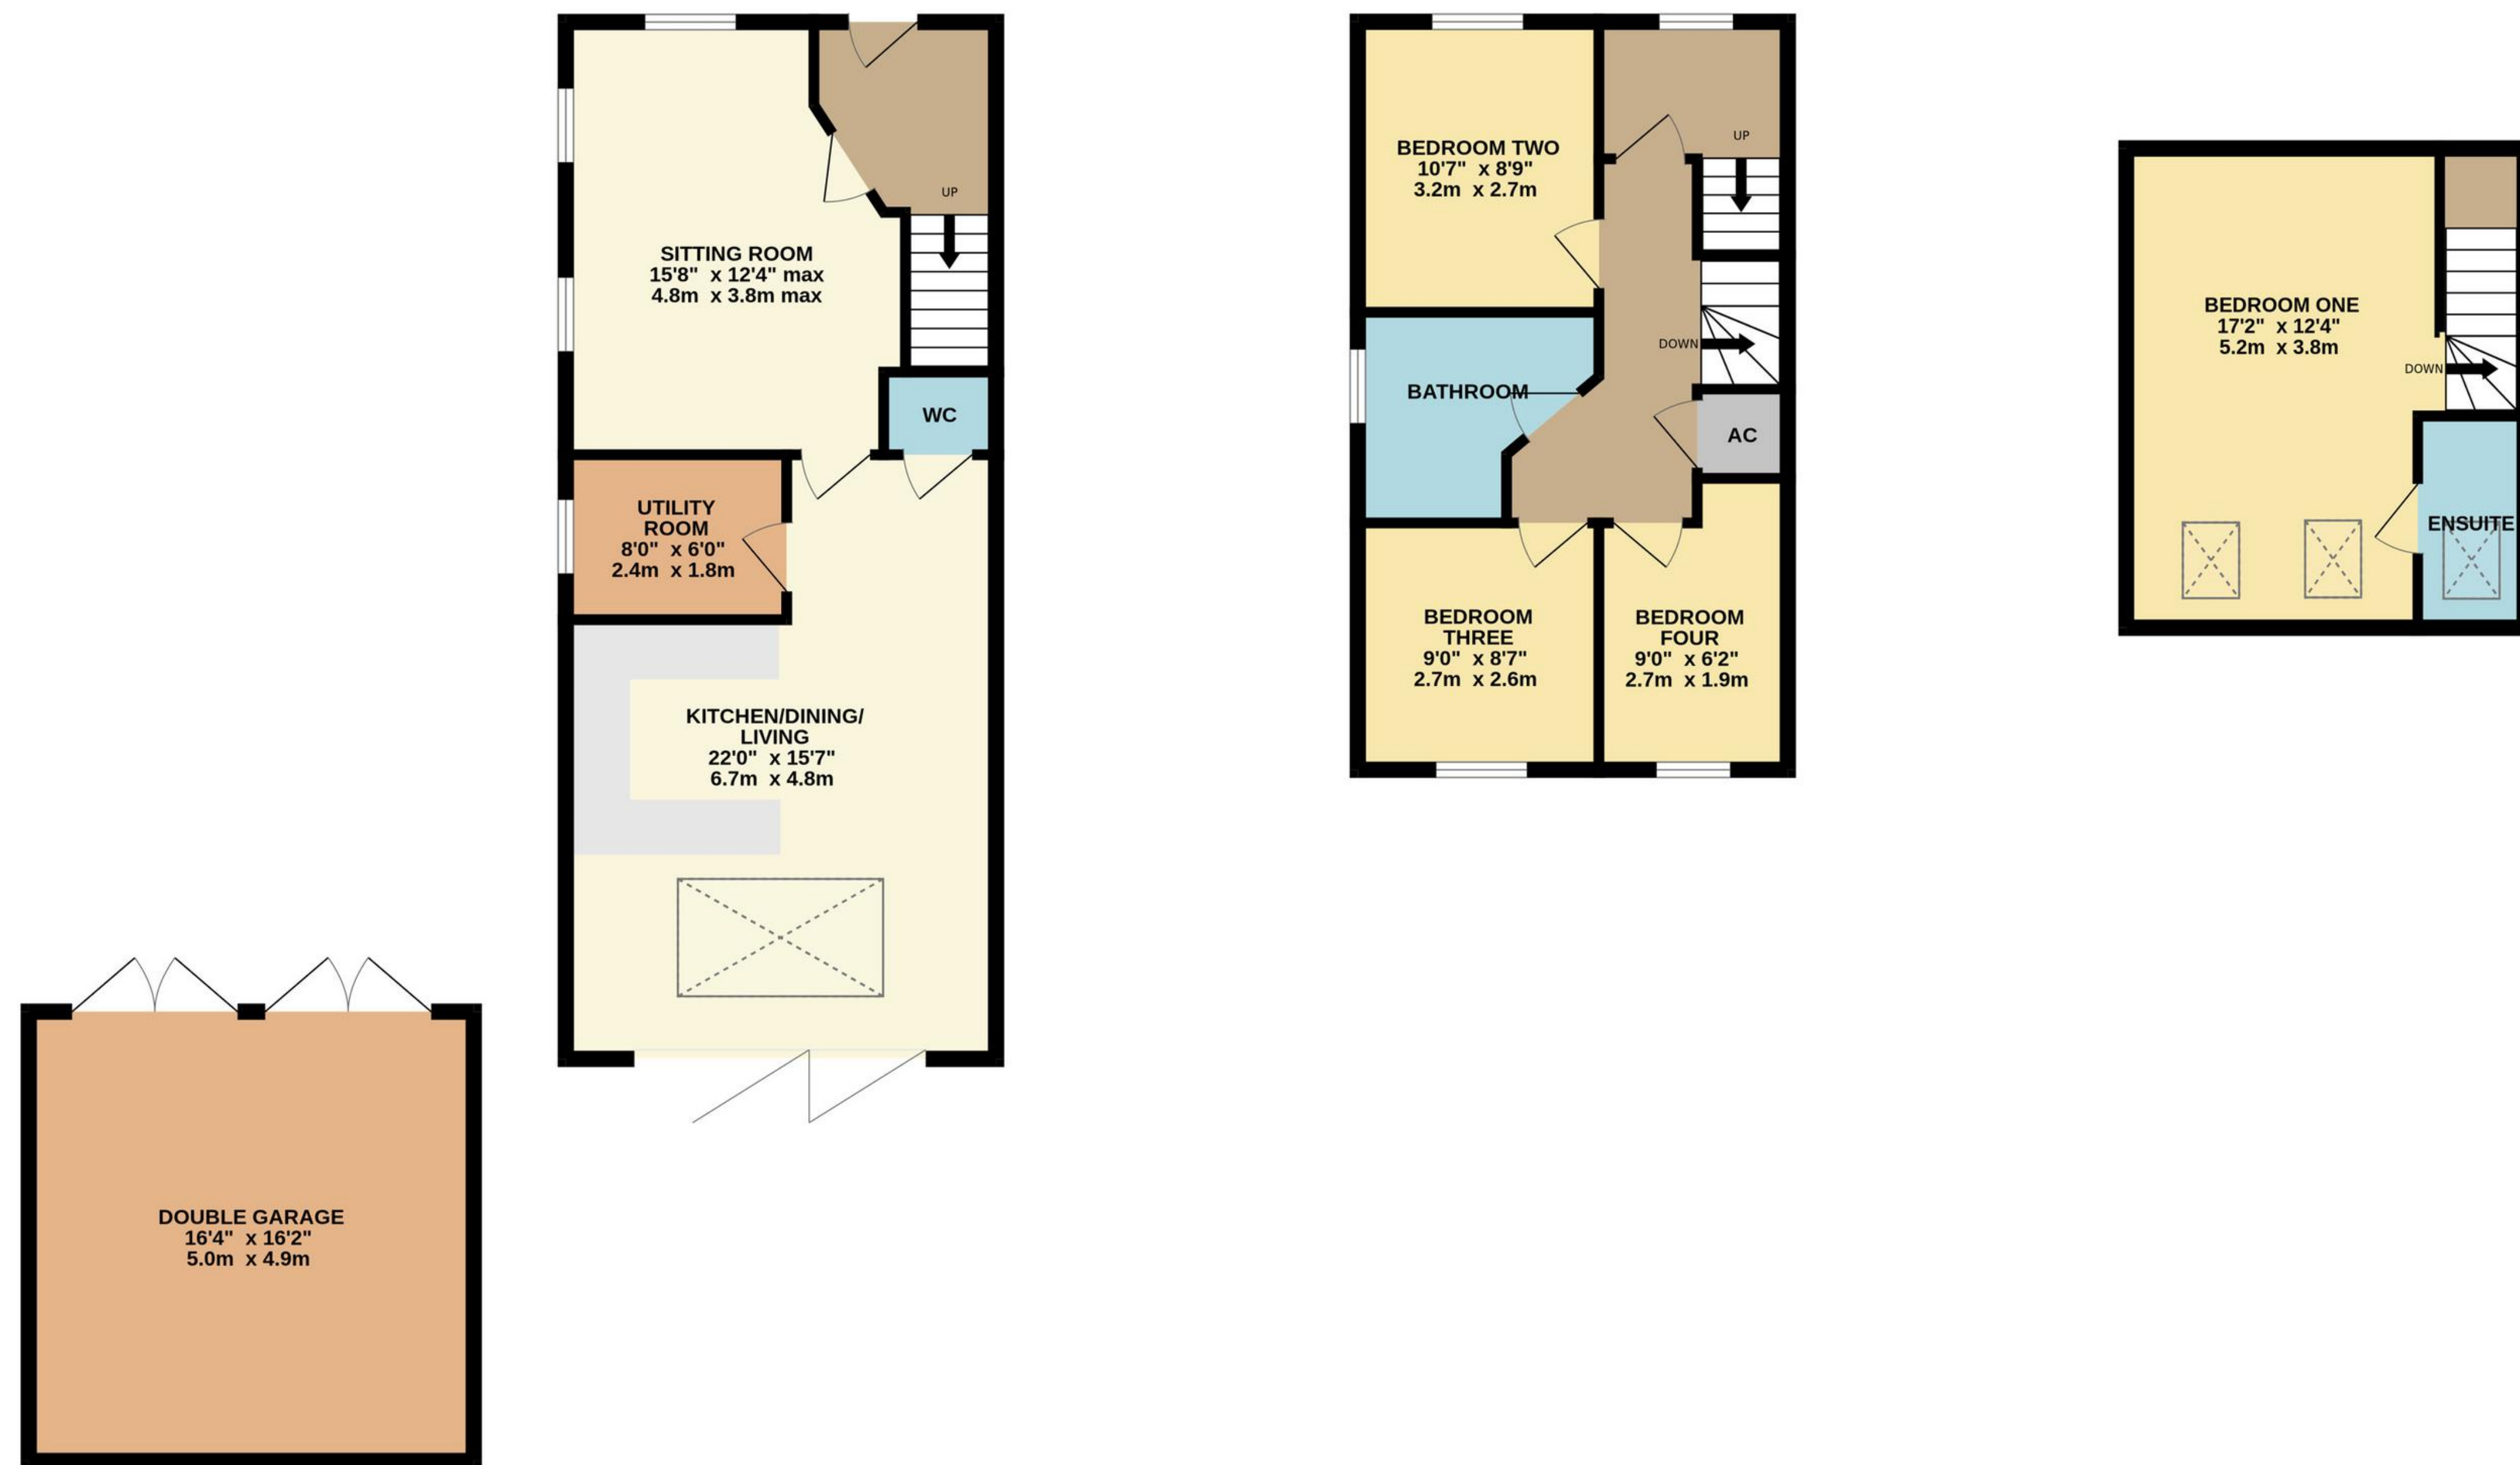 UP
SITTING ROOM
15'8" x 12'4" max
4.8m x 3.8m max
WC
UTILITY
ROOM
8'0" x 6'0"
2.4m x 1.8m
KITCHEN/DINING/
LIVING
22'0" x 15'7"
6.7m x 4.8m
DOUBLE GARAGE
16'4" x 16'2"
5.0m x 4.9m
BEDROOM TWO
10'7" x 8'9"
3.2m x 2.7m
UP
DOWN
BATHROOM
AC
BEDROOM
THREE
9'0" x 8'7"
2.7m x 2.6m
BEDROOM
FOUR
9'0" x 6'2"
2.7m x 1.9m
BEDROOM ONE
17'2" x 12'4"
5.2m x 3.8m
DOWN
ENSUITE